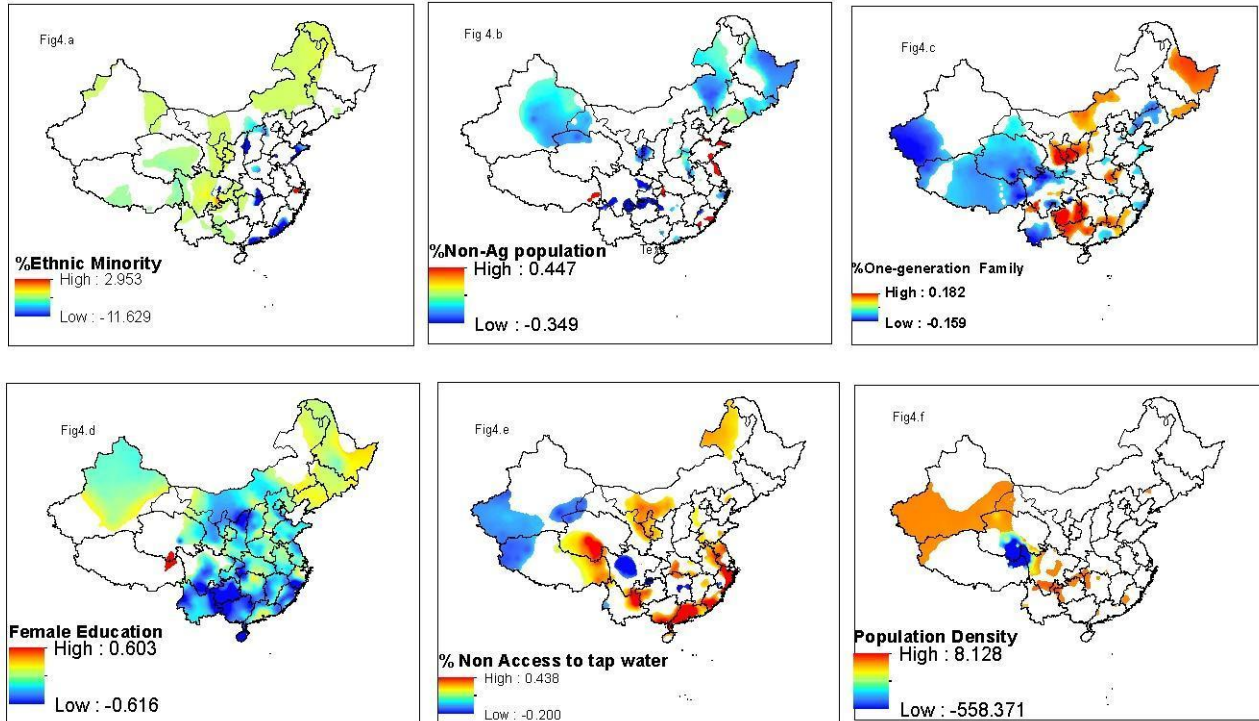 Fig4.a
%Ethnic Minority
High : 2.953
Low : -11.629
Fig 4.b
%Non-Ag population
High : 0.447
Low : -0.349
Fig4.c
%One-generation Family
High : 0.182
Low : -0.159
Fig4.d
Female Education
High : 0.603
Low : -0.616
Fig4.e
% Non Access to tap water
High : 0.438
Low : -0.200
Fig4.f
Population Density
High : 8.128
Low : -558.371